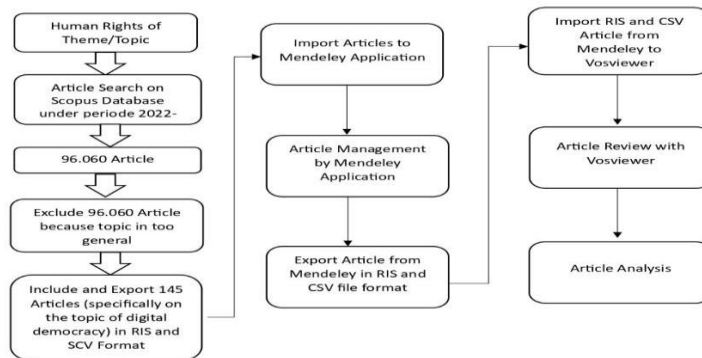 Human Rights of
Theme/Topic
Article Search on
Scopus Database
under periode 2022-
96.060 Article
Exclude 96.060 Article
because topic in too
general
Include and Export 145
Articles (specifically on
the topic of digital
democracy) in RIS and
SCV Format
Import Articles to
Mendeley Application
Article Management
by Mendeley
Application
Export Article from
Mendeley in RIS and
CSV file format
Import RIS and CSV
Article from
Mendeley to
Vosviewer
Article Review with
Vosviewer
Article Analysis